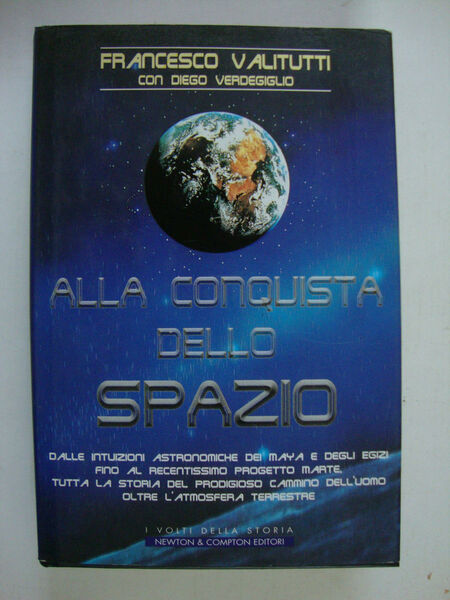 FRANCESCO VALITUTTI
CON DIEGO VERDEGIGLIO
ALLA CONQUISTA
DELLO
SPAZIO
DALLE INTUIZIONI ASTRONOMICHE DEI MAYA E DEGLI EGIZI
FINO AL RECENTISSIMO PROGETTO MARTE,
TUTTA LA STORIA DEL PRODIGIOSO CAMMINO DELL'UOMO
OLTRE L'ATMOSFERA TERRESTRE
I VOLTI DELLA STORIA
NEWTON & COMPTON EDITORI